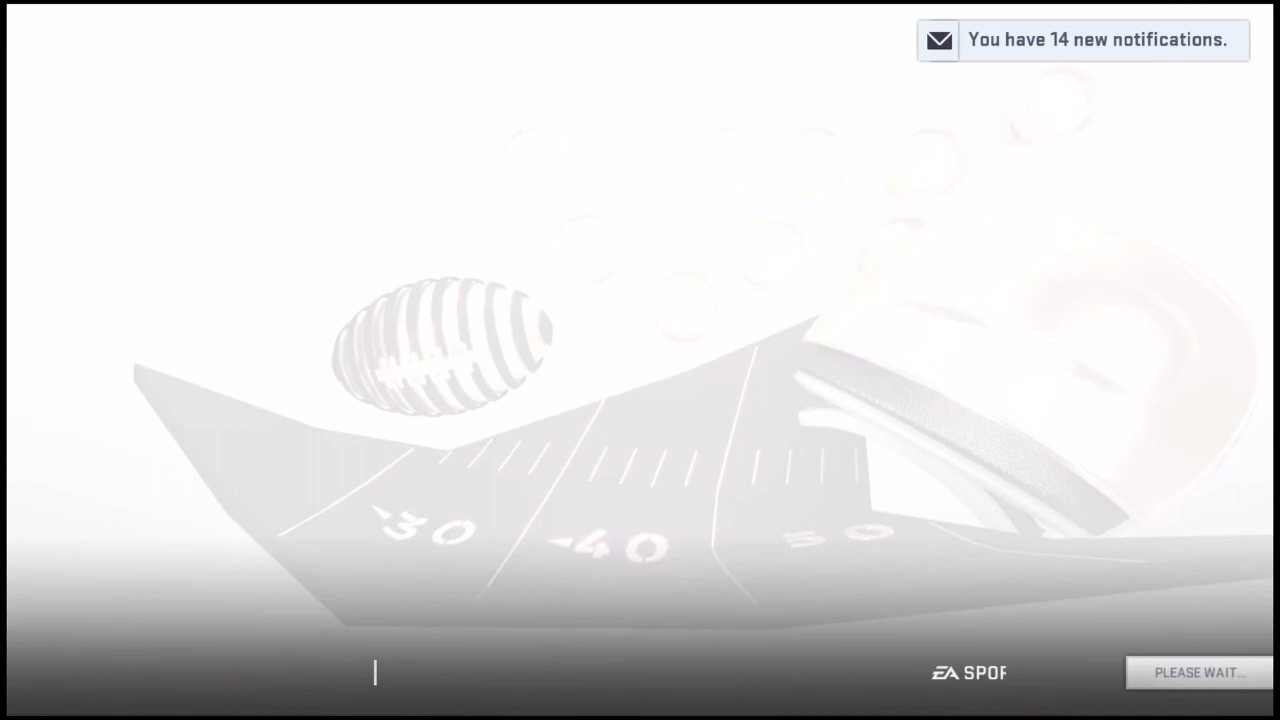 You have 14 new notifications.
30
40
50
EA SPOR
PLEASE WAIT...